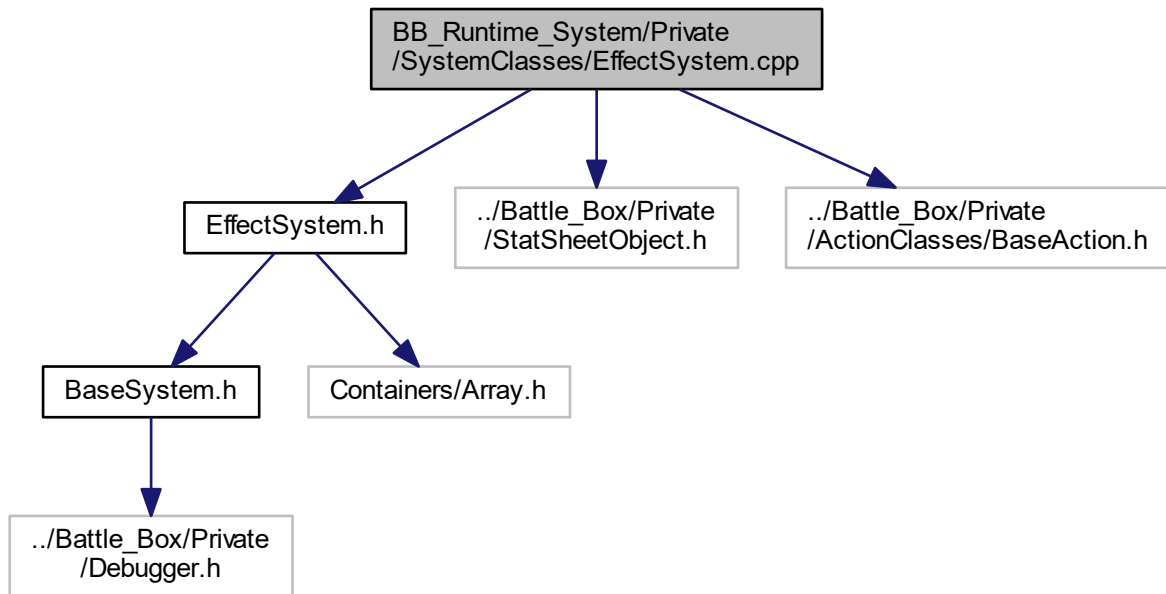 BB_Runtime_System/Private
/SystemClasses/EffectSystem.cpp
EffectSystem.h
../Battle_Box/Private
/StatSheetObject.h
../Battle_Box/Private
/ActionClasses/BaseAction.h
BaseSystem.h
Containers/Array.h
../Battle_Box/Private
/Debugger.h